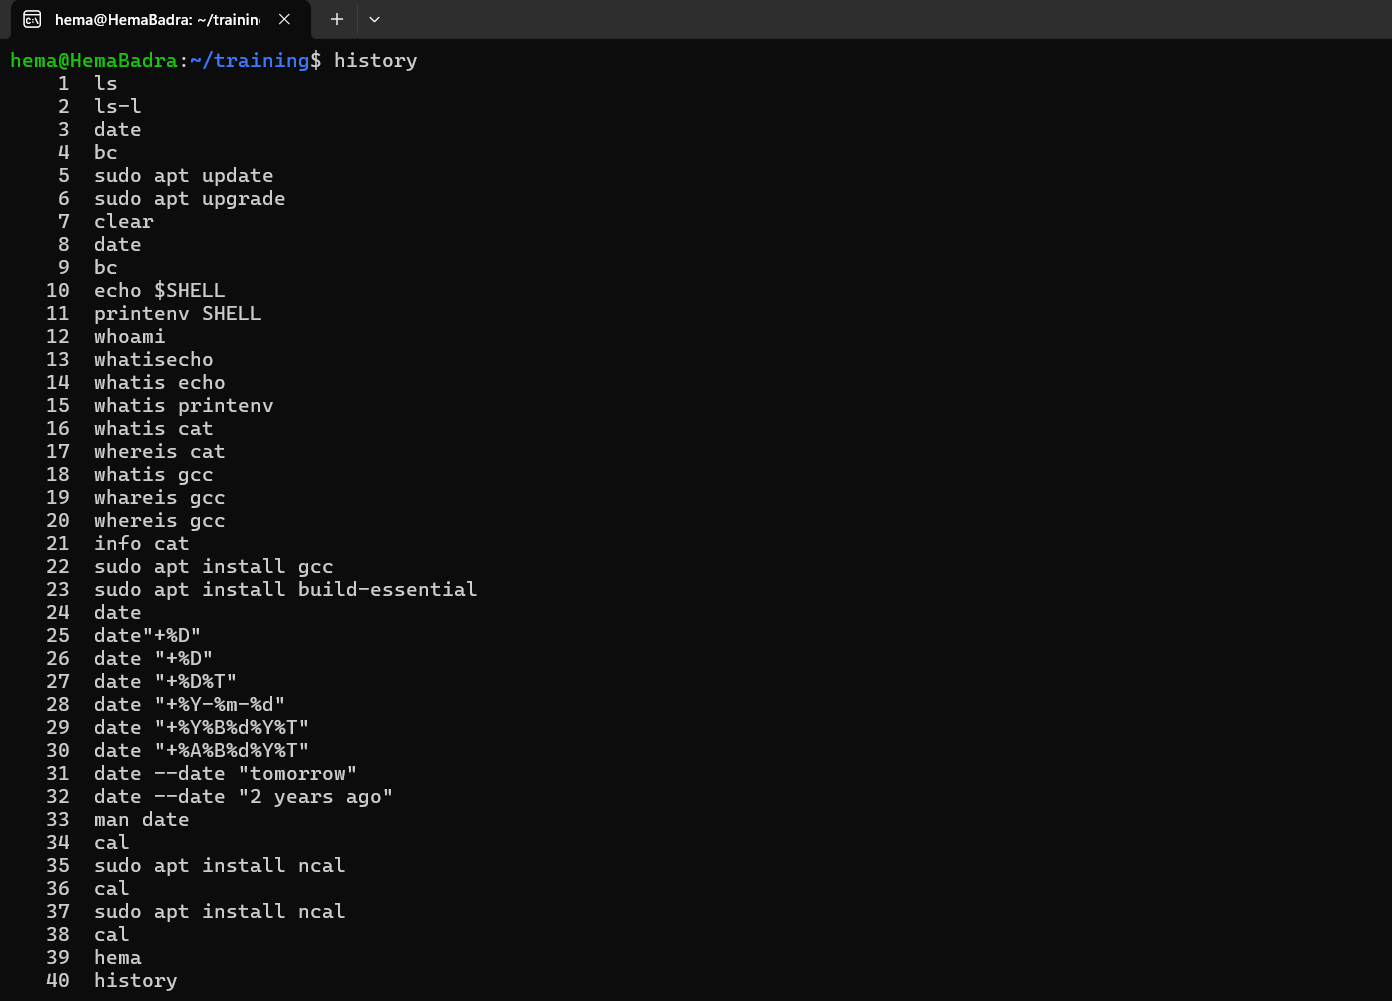 hema@HemaBadra: ~/trainin
hema@HemaBadra:~/training$ history
1 ls
2 ls-l
3 date
4 bc
5 sudo apt update
6 sudo apt upgrade
7 clear
8 date
9 bc
10 echo $SHELL
11 printenv SHELL
12 whoami
13 whatisecho
14 whatis echo
15 whatis printenv
16 whatis cat
17 whereis cat
18 whatis gcc
19 whareis gcc
20 whereis gcc
21 info cat
22 sudo apt install gcc
23 sudo apt install build-essential
24 date
25 date"+%D"
26 date "+%D"
27 date "+%D%T"
28 date "+%Y-%m-%d"
29 date "+%Y%B%d%Y%T"
30 date "+%A%B%d%Y%T"
31 date --date "tomorrow"
32 date --date "2 years ago"
33 man date
34 cal
35 sudo apt install ncal
36 cal
37 sudo apt install ncal
38 cal
39 hema
40 history